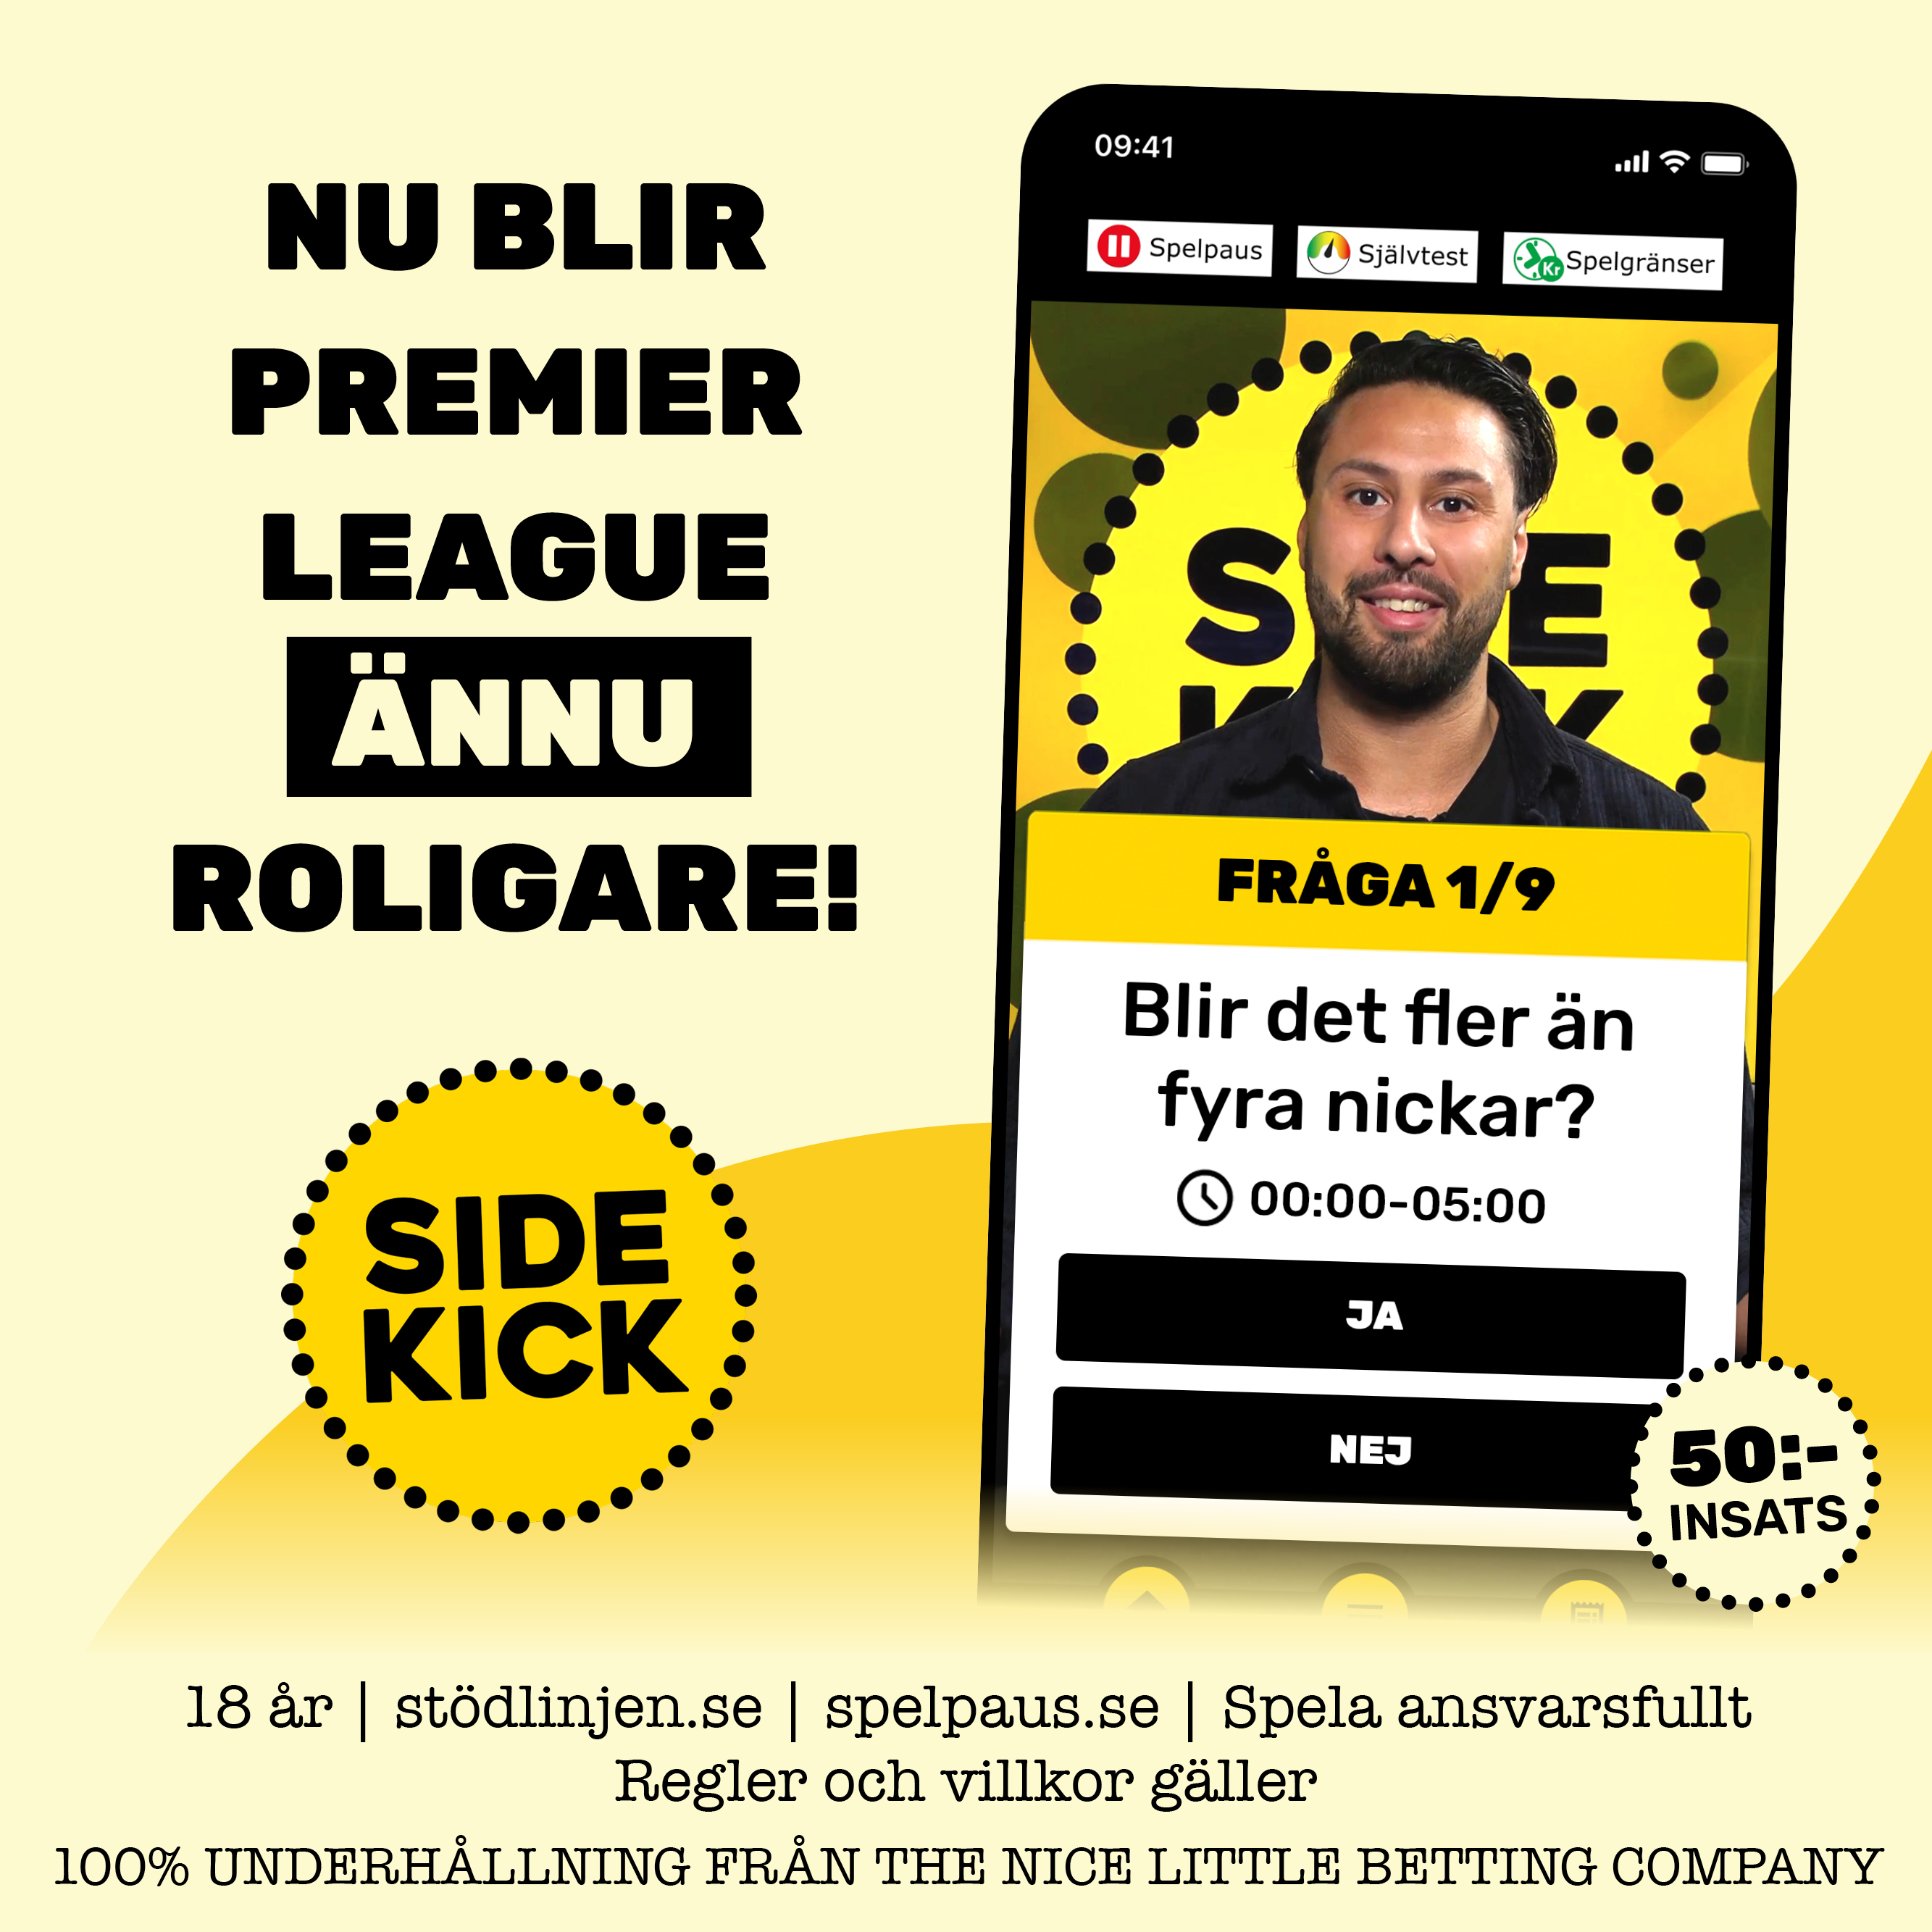 NU BLIR
PREMIER
LEAGUE
ÄNNU
ROLIGARE!
SIDE
KICK
09:41
Spelpaus
Självtest
Kr
Spelgränser
FRÅGA 1/9
Blir det fler än
fyra nickar?
00:00-05:00
JA
NEJ
50:-
INSATS
18 år | stödlinjen.se | spelpaus.se | Spela ansvarsfullt
Regler och villkor gäller
100% UNDERHÅLLNING FRÅN THE NICE LITTLE BETTING COMPANY